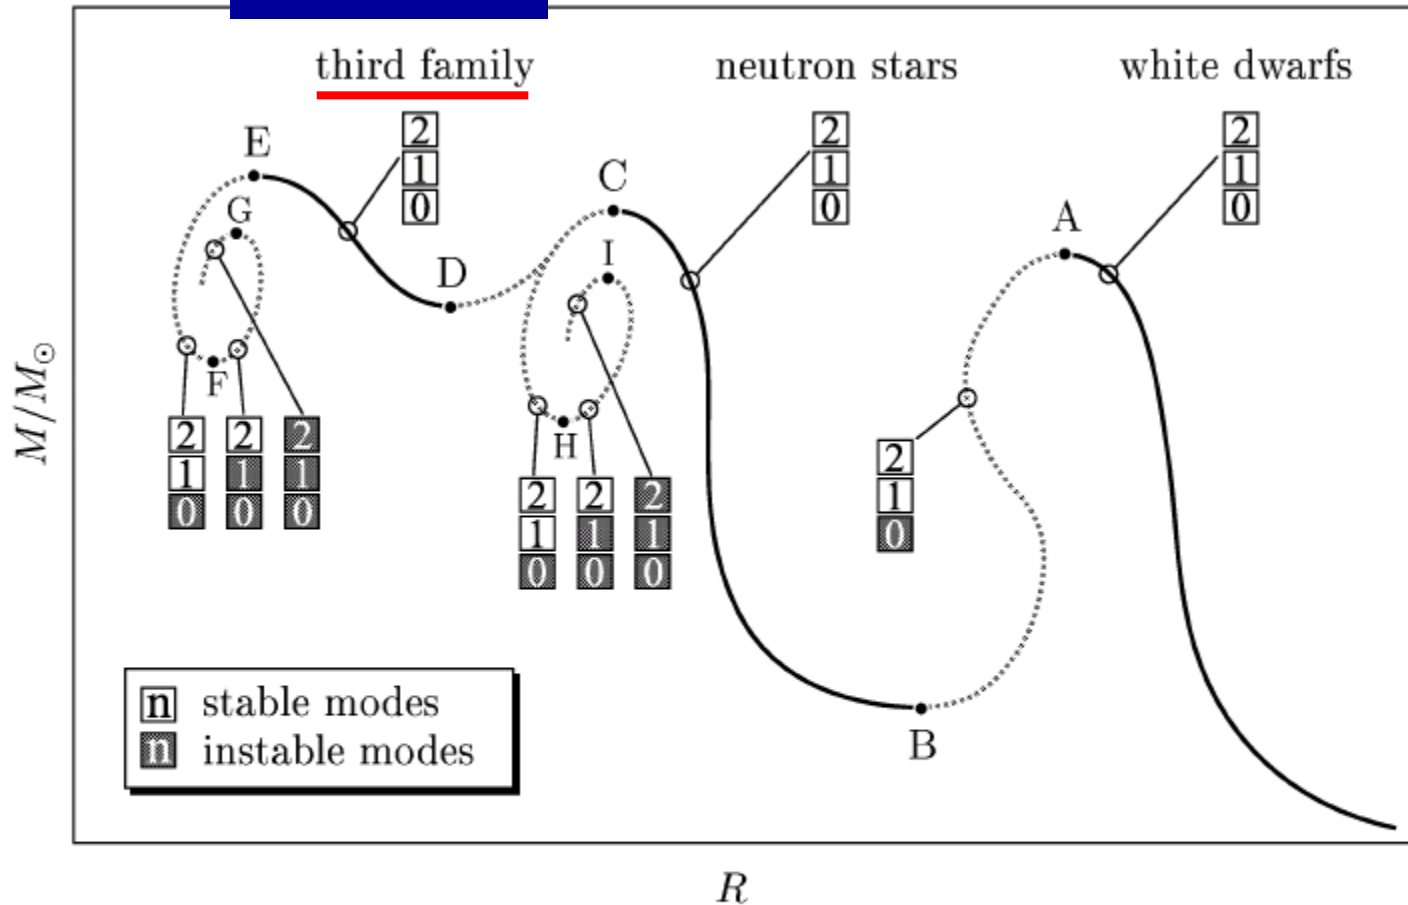 third family
neutron stars
white dwarfs
2
1
0
2
1
0
2
1
0
E
G
D
C
I
A
F
2 2 2
1 1 1
0 0 0
H
2 2 2
1 1 1
0 0 0
2
1
0
B
M/M☉
n stable modes
n instable modes
R